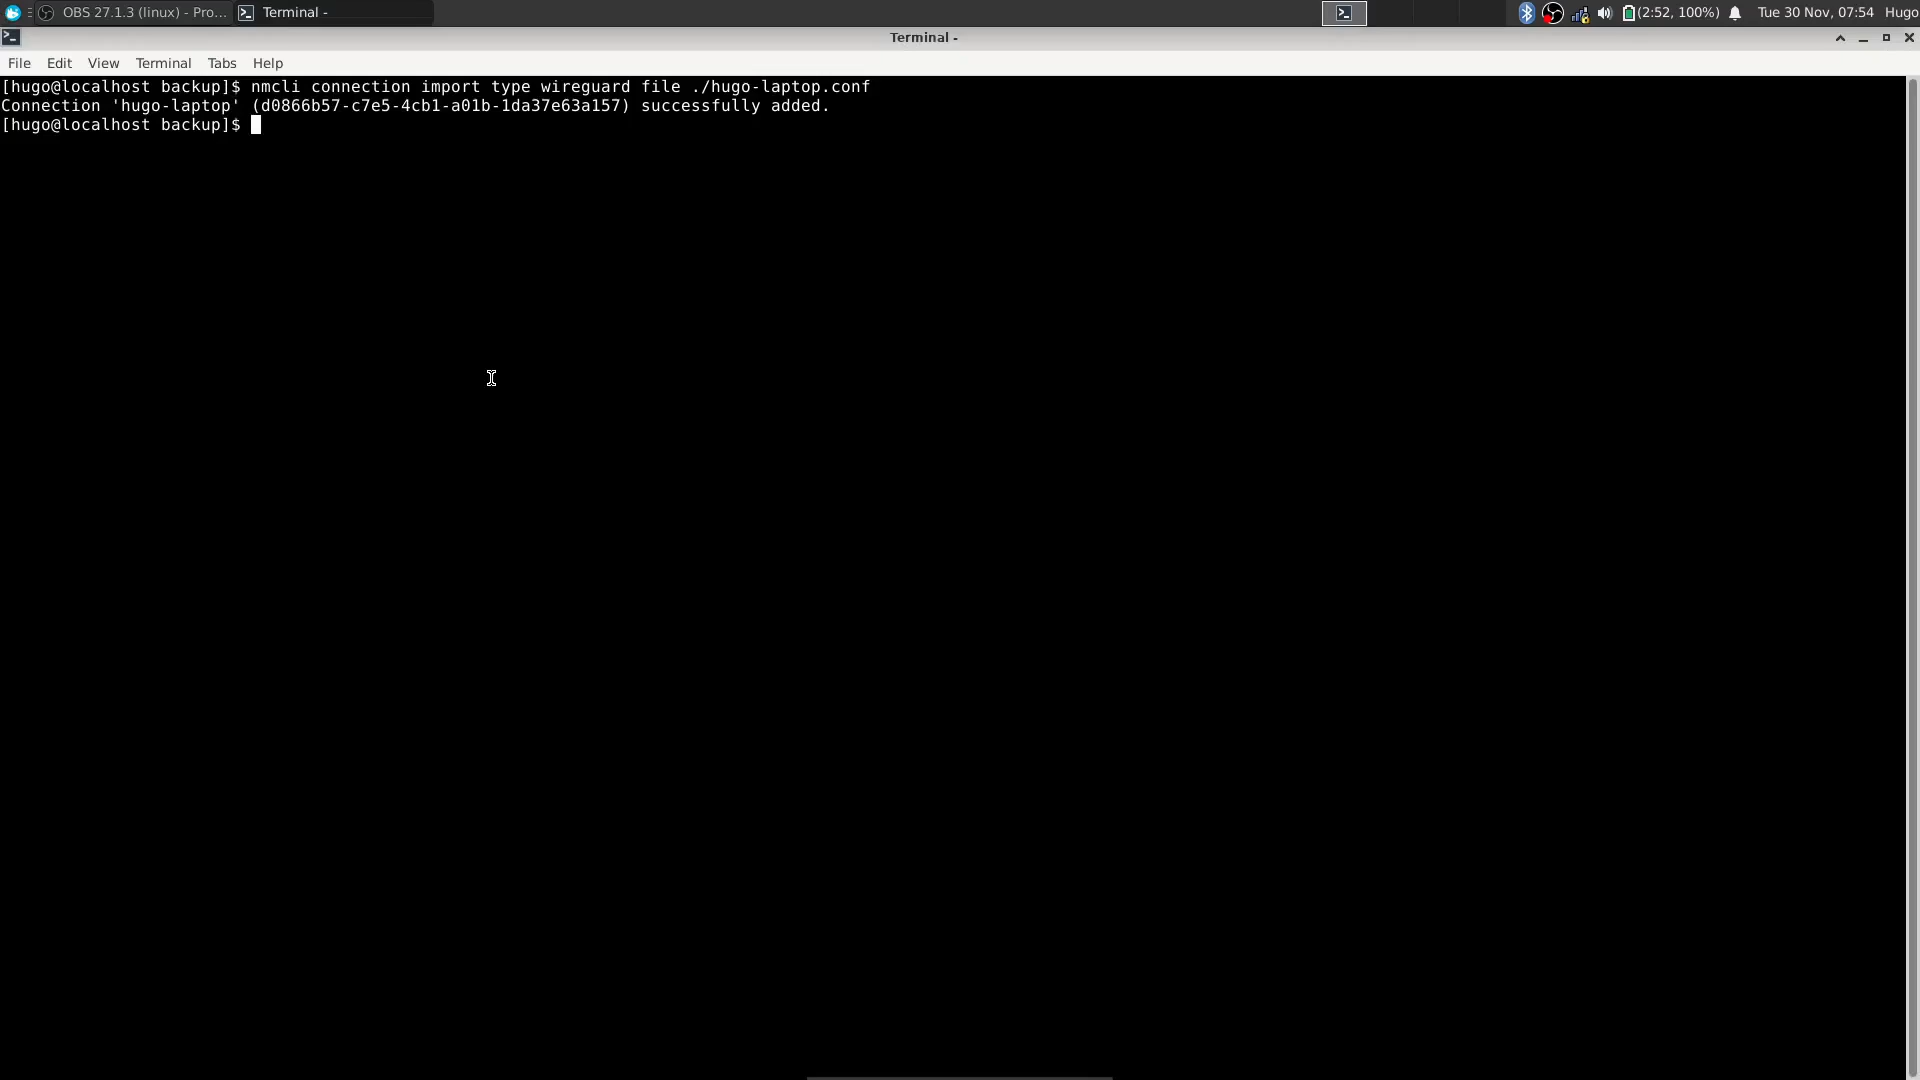 OBS 27.1.3 (linux) - Pro... Terminal - (2:52, 100%) Tue 30 Nov, 07:54 Hugo
Terminal -
File Edit View Terminal Tabs Help
[hugo@localhost backup]$ nmcli connection import type wireguard file ./hugo-laptop.conf
Connection 'hugo-laptop' (d0866b57-c7e5-4cb1-a01b-1da37e63a157) successfully added.
[hugo@localhost backup]$